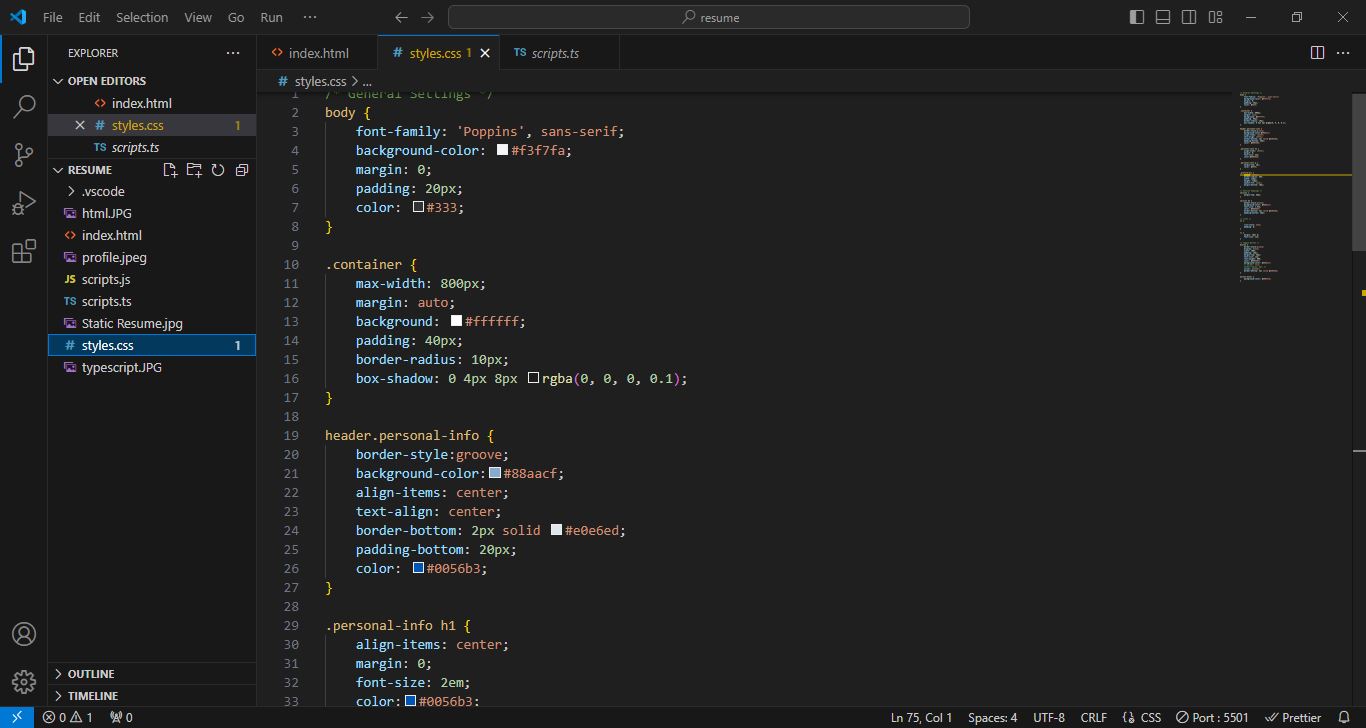 File Edit Selection View Go Run ··· resume
EXPLORER ···
OPEN EDITORS
index.html
styles.css 1
TS scripts.ts
RESUME
.vscode
html.JPG
index.html
profile.jpeg
JS scripts.js
TS scripts.ts
Static Resume.jpg
# styles.css 1
typescript.JPG
OUTLINE
TIMELINE
index.html # styles.css 1 TS scripts.ts
# styles.css > ...
1 /* General Settings */
2 body {
3 font-family: 'Poppins', sans-serif;
4 background-color: #f3f7fa;
5 margin: 0;
6 padding: 20px;
7 color: #333;
8 }
9
10 .container {
11 max-width: 800px;
12 margin: auto;
13 background: #ffffff;
14 padding: 40px;
15 border-radius: 10px;
16 box-shadow: 0 4px 8px rgba(0, 0, 0, 0.1);
17 }
18
19 header.personal-info {
20 border-style:groove;
21 background-color:#88aacf;
22 align-items: center;
23 text-align: center;
24 border-bottom: 2px solid #e0e6ed;
25 padding-bottom: 20px;
26 color: #0056b3;
27 }
28
29 .personal-info h1 {
30 align-items: center;
31 margin: 0;
32 font-size: 2em;
33 color:#0056b3;
0 1 0 Ln 75, Col 1 Spaces: 4 UTF-8 CRLF {} CSS Port : 5501 Prettier